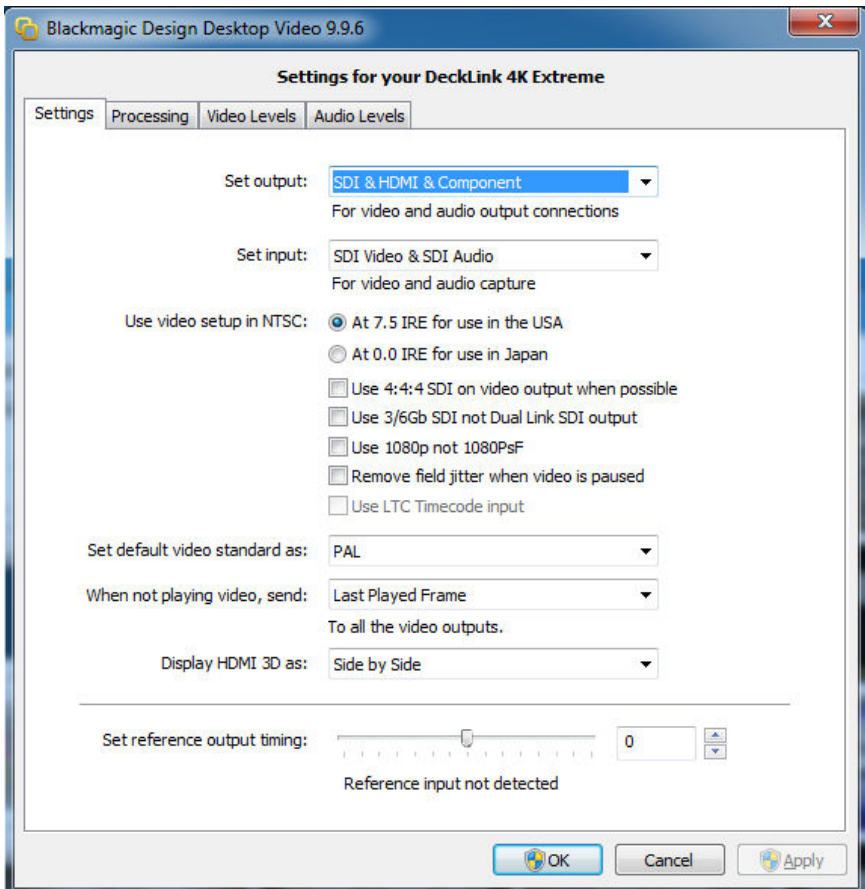 Blackmagic Design Desktop Video 9.9.6
Settings for your DeckLink 4K Extreme
Settings Processing Video Levels Audio Levels
Set output: SDI & HDMI & Component
For video and audio output connections
Set input: SDI Video & SDI Audio
For video and audio capture
Use video setup in NTSC: At 7.5 IRE for use in the USA
At 0.0 IRE for use in Japan
Use 4:4:4 SDI on video output when possible
Use 3/6Gb SDI not Dual Link SDI output
Use 1080p not 1080PsF
Remove field jitter when video is paused
Use LTC Timecode input
Set default video standard as: PAL
When not playing video, send: Last Played Frame
To all the video outputs.
Display HDMI 3D as: Side by Side
Set reference output timing: 0
Reference input not detected
OK Cancel Apply